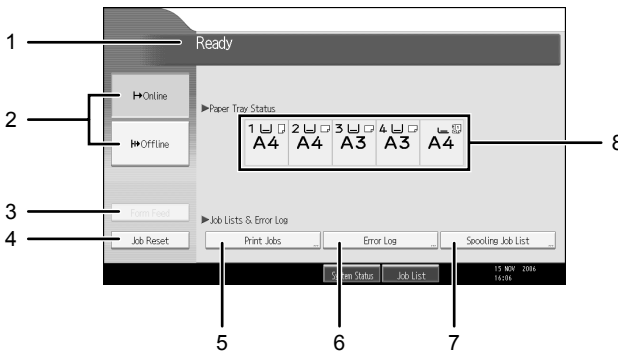 1 Ready
2 Online
Offline
Paper Tray Status
1 2 3 4
A4 A4 A3 A3 A4
8
3 Form Feed
Job Lists & Error Log
4 Job Reset
Print Jobs Error Log Spooling Job List
System Status Job List 15 NOV 2006
16:06
5 6 7